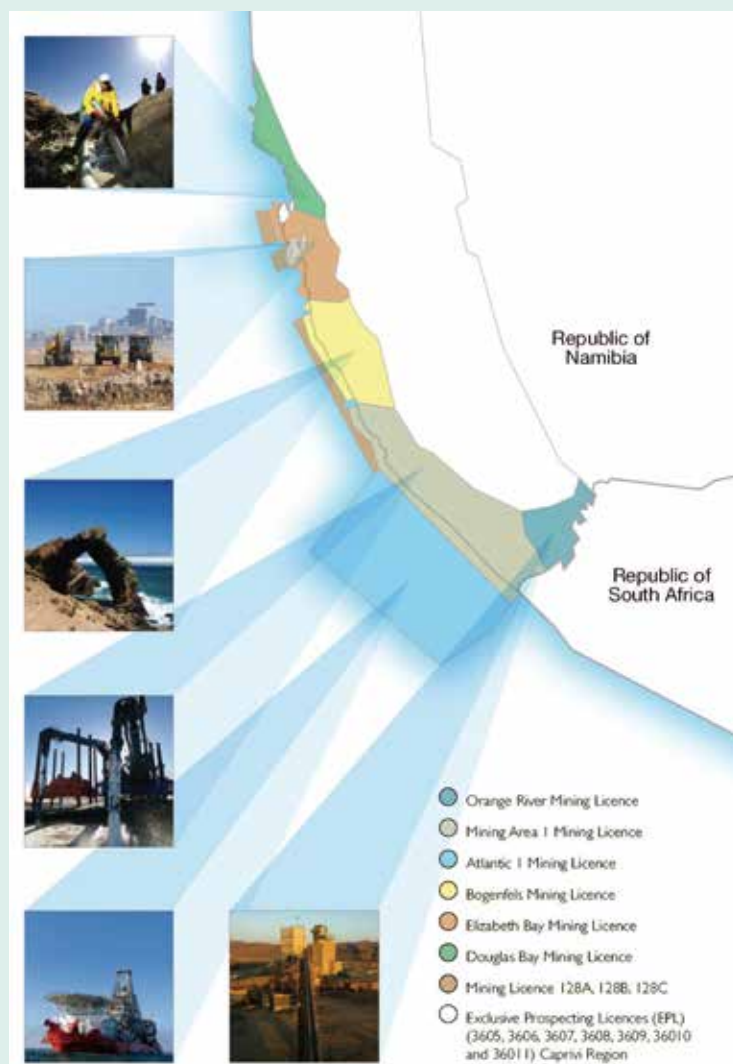 Republic of
Namibia
Republic of
South Africa
Orange River Mining Licence
Mining Area 1 Mining Licence
Atlantic 1 Mining Licence
Bogenfels Mining Licence
Elizabeth Bay Mining Licence
Douglas Bay Mining Licence
Mining Licence 128A, 128B, 128C
Exclusive Prospecting Licences (EPL)
(3605, 3606, 3607, 3608, 3609, 36010
and 36011) Caprivi Region